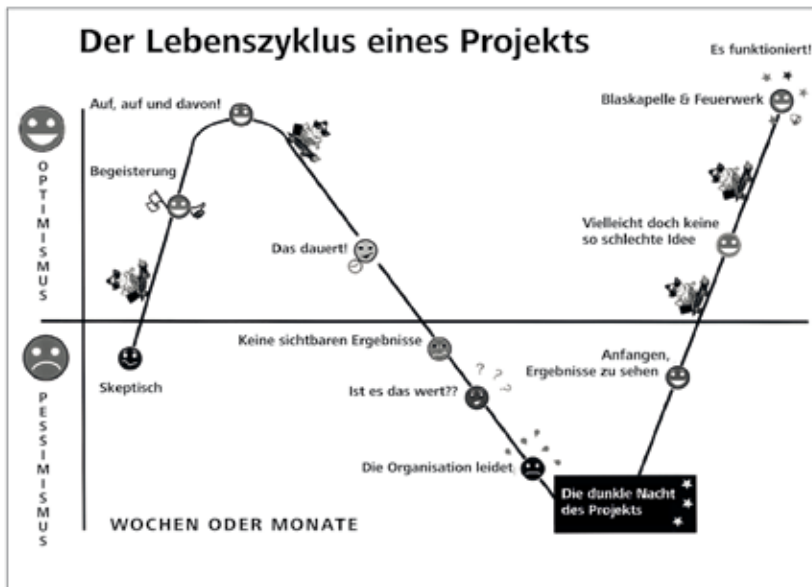 Der Lebenszyklus eines Projekts
Es funktioniert!
Auf, auf und davon!
Blaskapelle & Feuerwerk
OPTIMISMUS
Begeisterung
Das dauert!
Vielleicht doch keine
so schlechte Idee
Keine sichtbaren Ergebnisse
Skeptisch
Anfangen,
Ergebnisse zu sehen
? ? ?
Ist es das wert??
PESSIMISMUS
Die Organisation leidet
Die dunkle Nacht
des Projekts
WOCHEN ODER MONATE